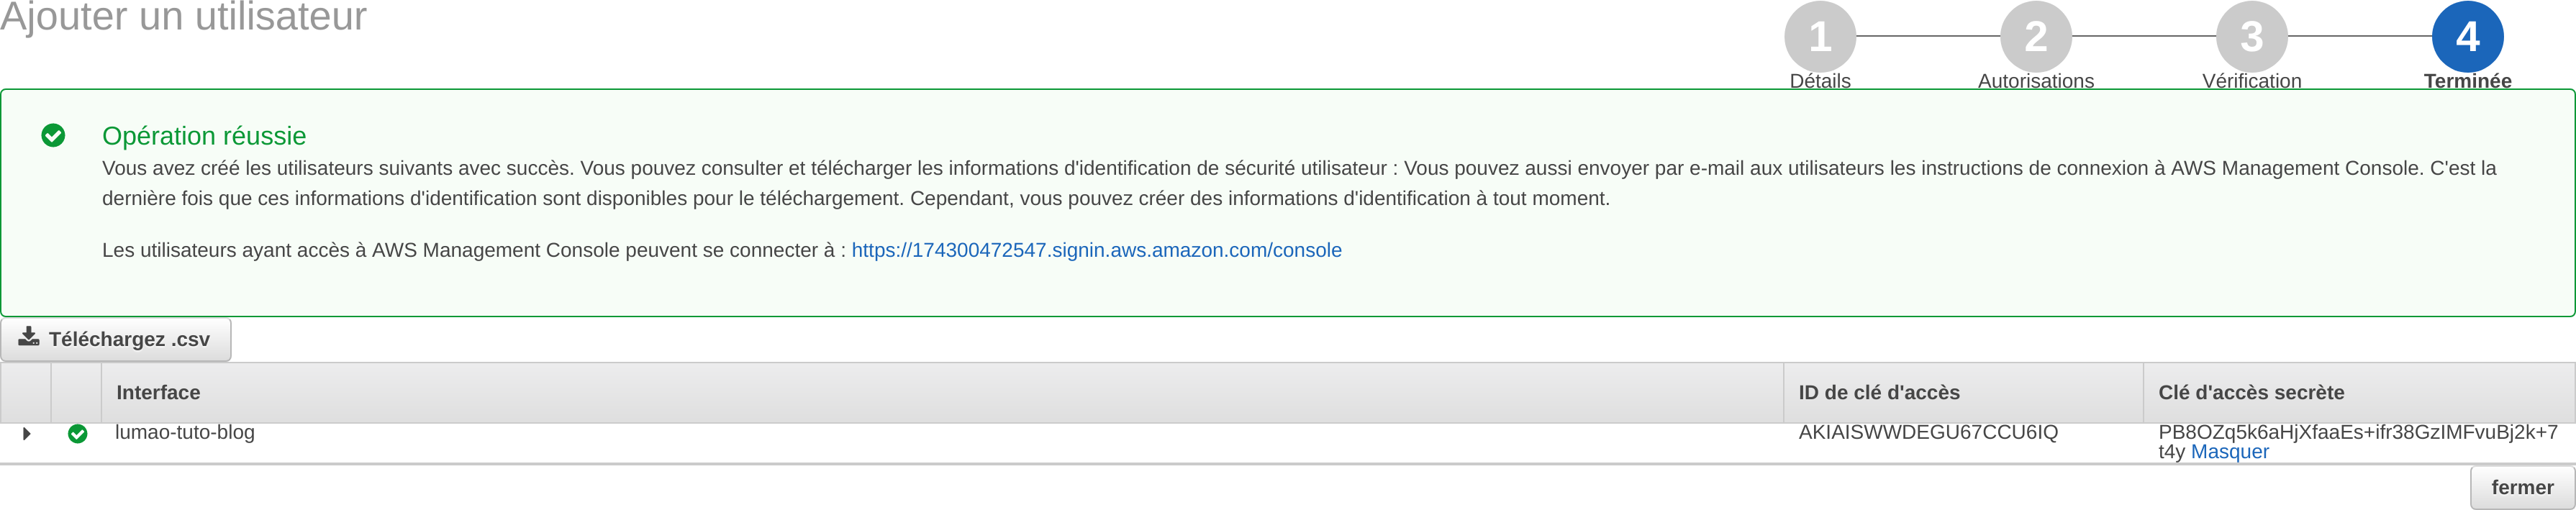 Ajouter un utilisateur
1
2
3
4
Détails
Autorisations
Vérification
Terminée
Opération réussie
Vous avez créé les utilisateurs suivants avec succès. Vous pouvez consulter et télécharger les informations d'identification de sécurité utilisateur : Vous pouvez aussi envoyer par e-mail aux utilisateurs les instructions de connexion à AWS Management Console. C'est la
dernière fois que ces informations d'identification sont disponibles pour le téléchargement. Cependant, vous pouvez créer des informations d'identification à tout moment.
Les utilisateurs ayant accès à AWS Management Console peuvent se connecter à : https://174300472547.signin.aws.amazon.com/console
Téléchargez .csv
Interface
ID de clé d'accès
Clé d'accès secrète
lumao-tuto-blog
AKIAISWWDEGU67CCU6IQ
PB8OZq5k6aHjXfaaEs+ifr38GzIMFvuBj2k+7
t4y Masquer
fermer